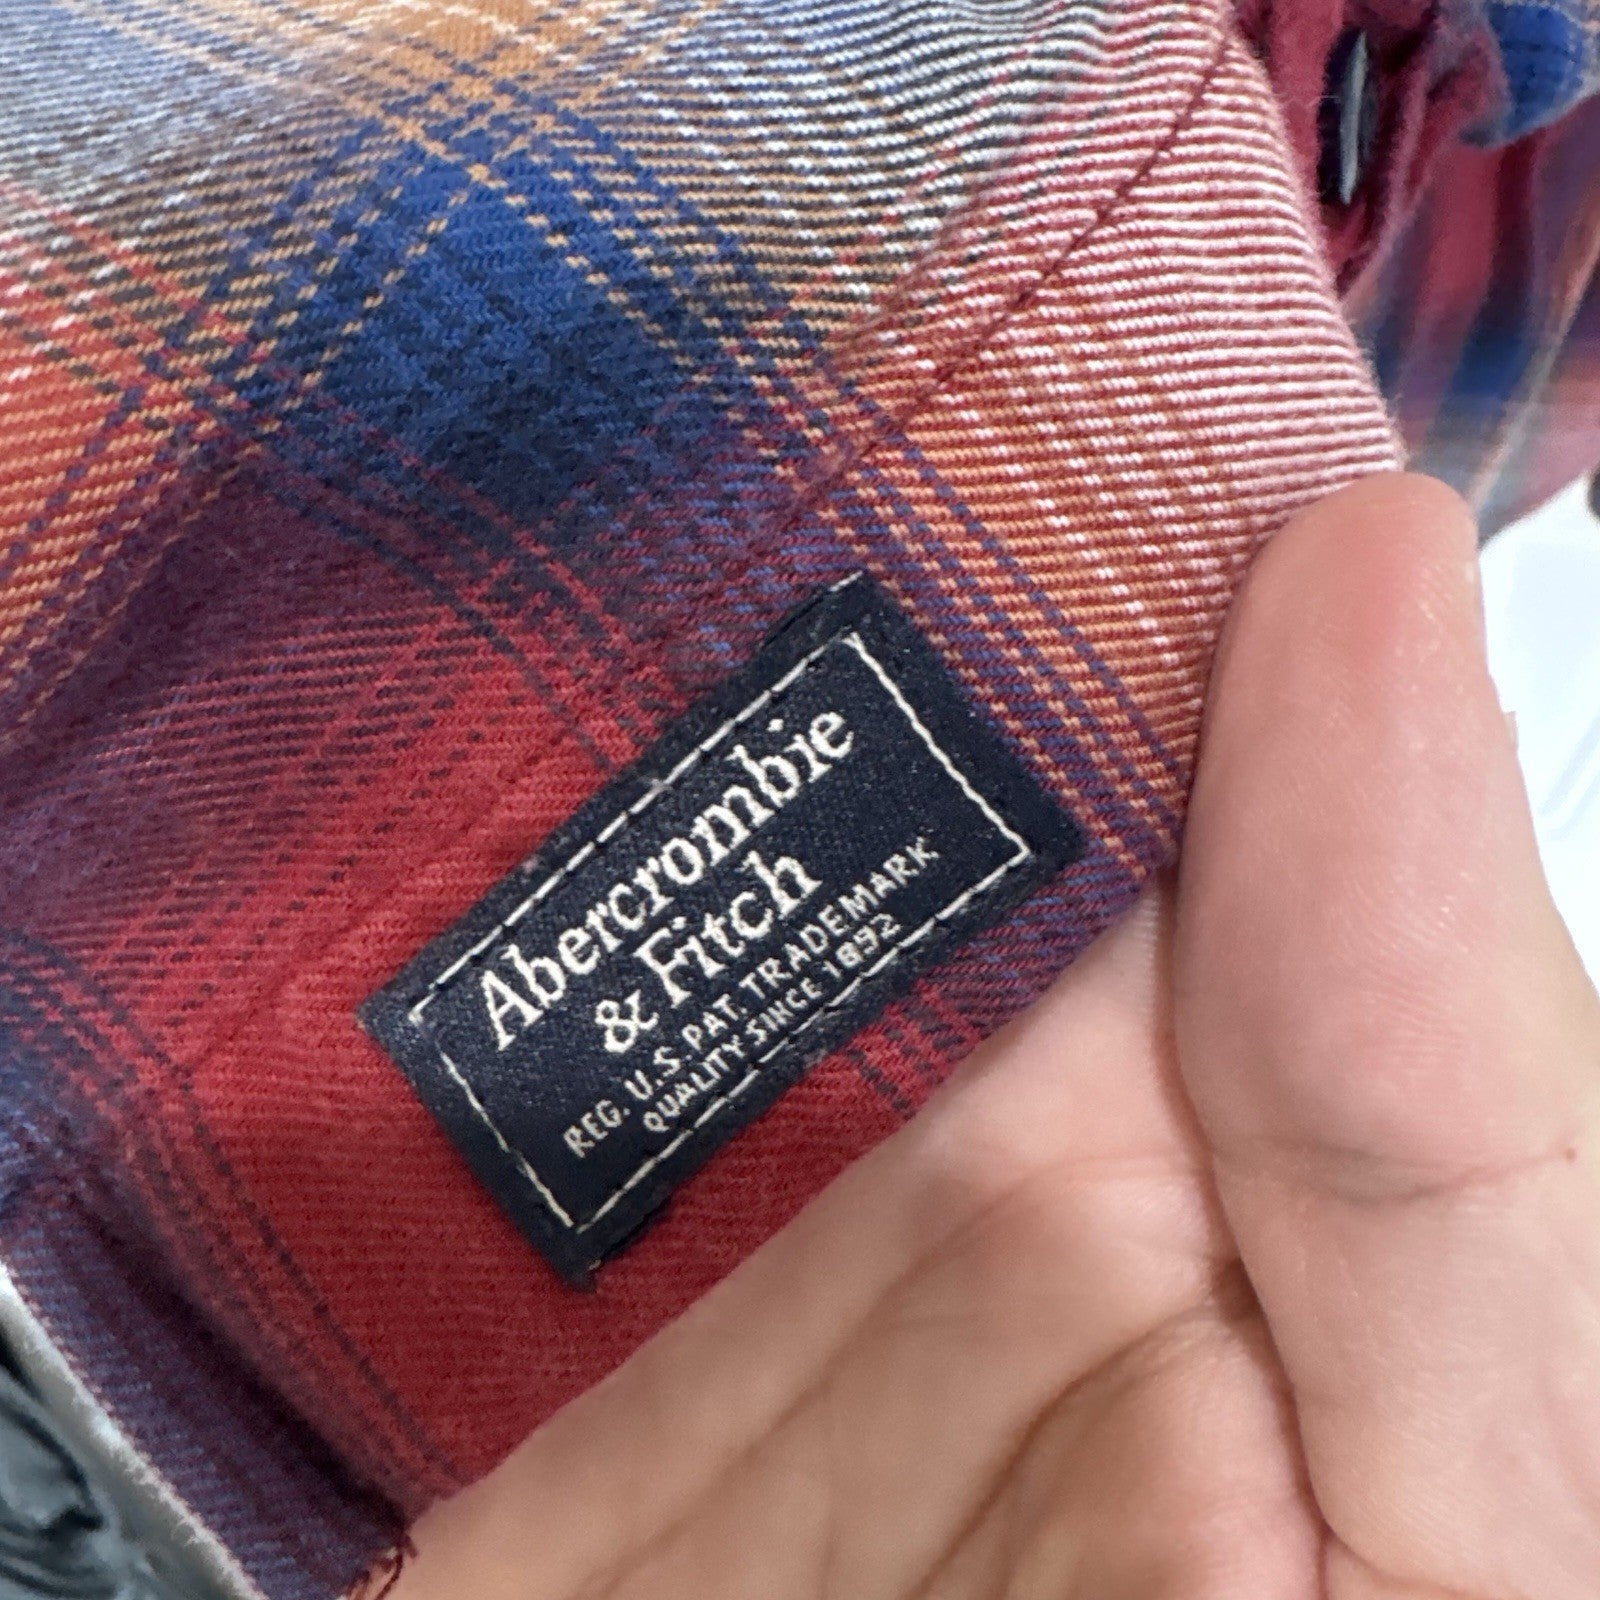 Abercrombie
& Fitch
REG. U.S. PAT. TRADEMARK
QUALITY SINCE 1892